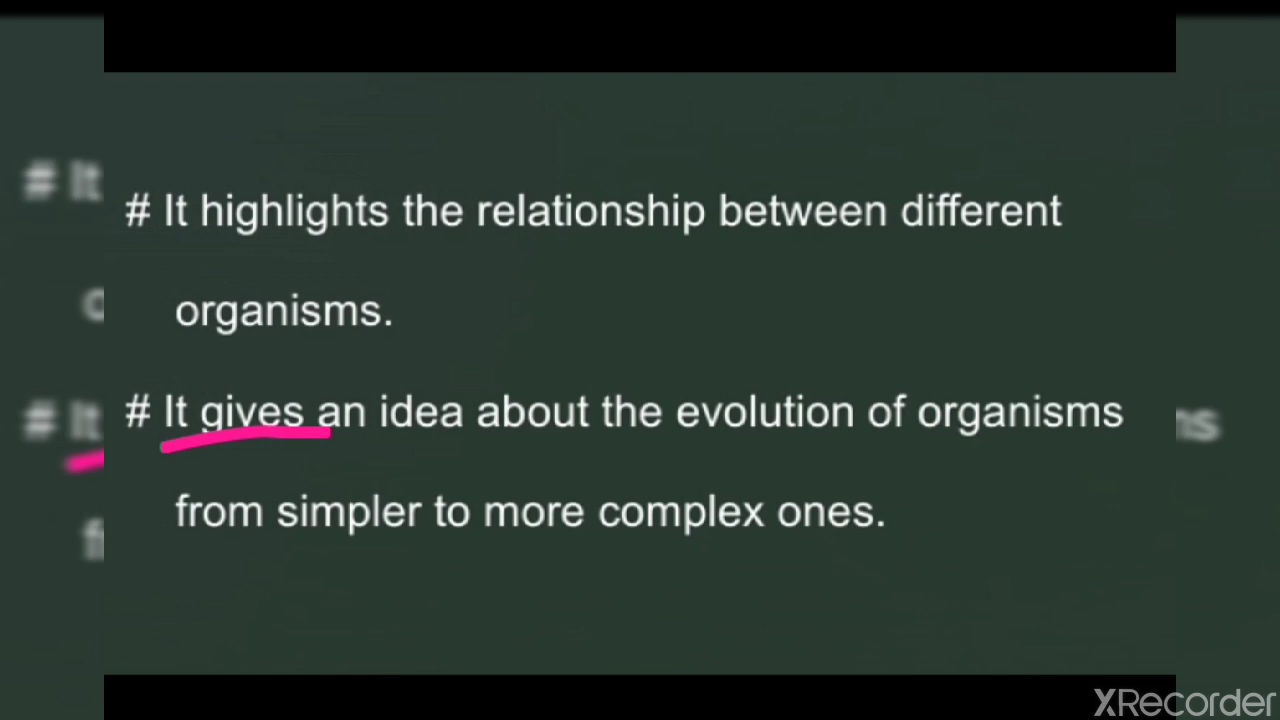 # It highlights the relationship between different
organisms.
# It gives an idea about the evolution of organisms
from simpler to more complex ones.
XRecorder